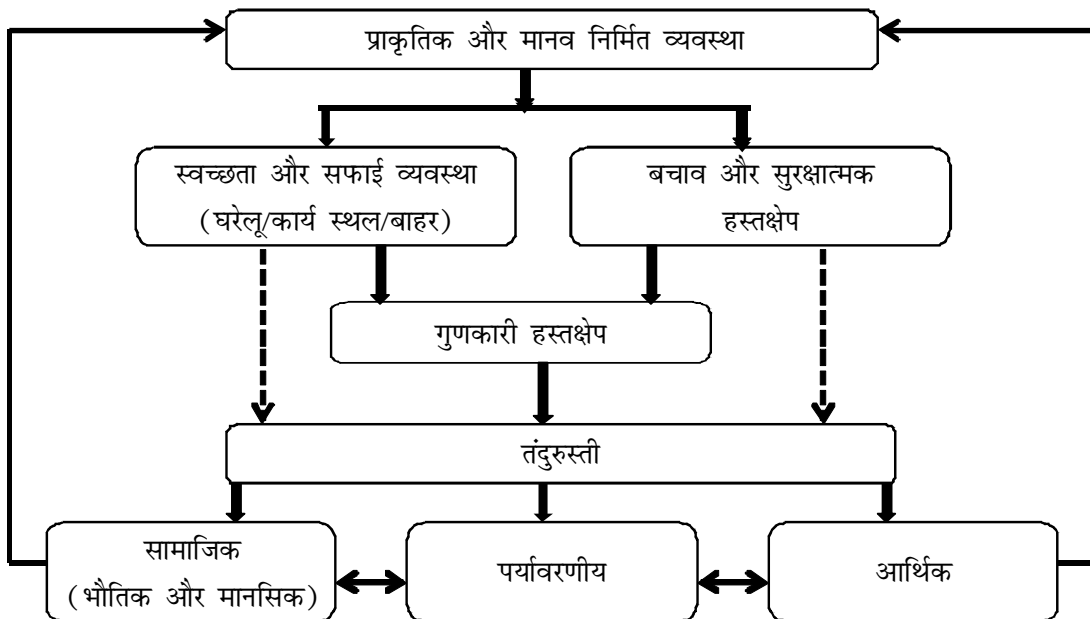 प्राकृतिक और मानव निर्मित व्यवस्था
स्वच्छता और सफाई व्यवस्था
(घरेलू/कार्य स्थल/बाहर)
बचाव और सुरक्षात्मक
हस्तक्षेप
गुणकारी हस्तक्षेप
तंदुरुस्ती
सामाजिक
(भौतिक और मानसिक)
पर्यावरणीय
आर्थिक